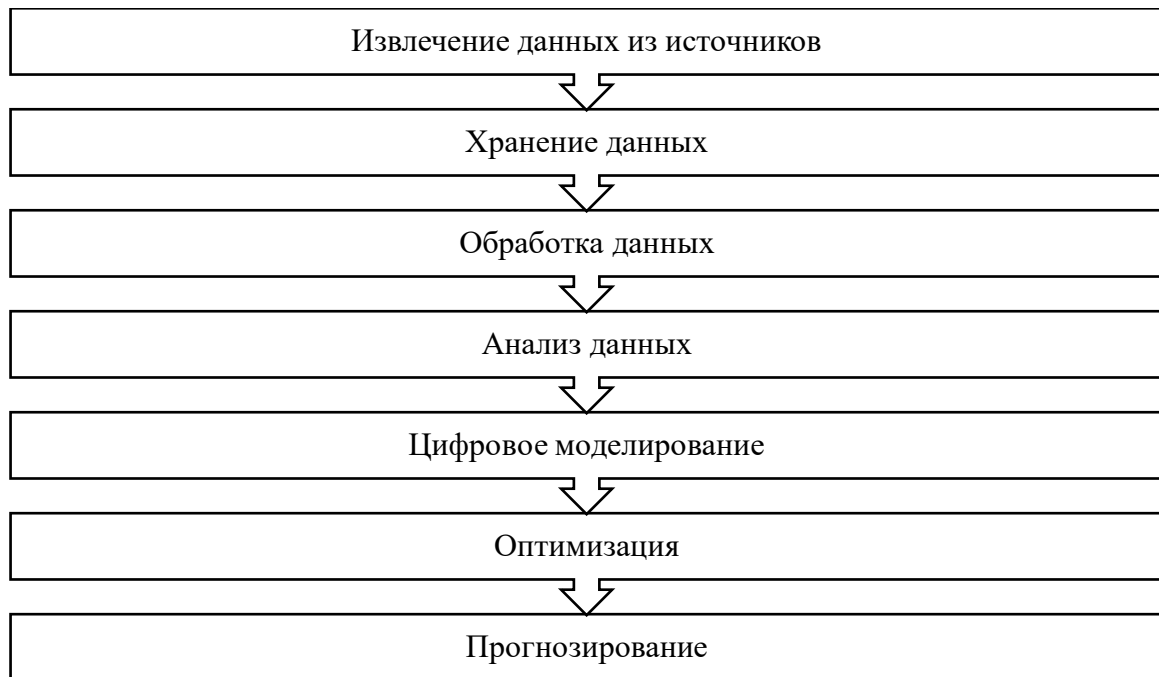 Извлечение данных из источников
Хранение данных
Обработка данных
Анализ данных
Цифровое моделирование
Оптимизация
Прогнозирование